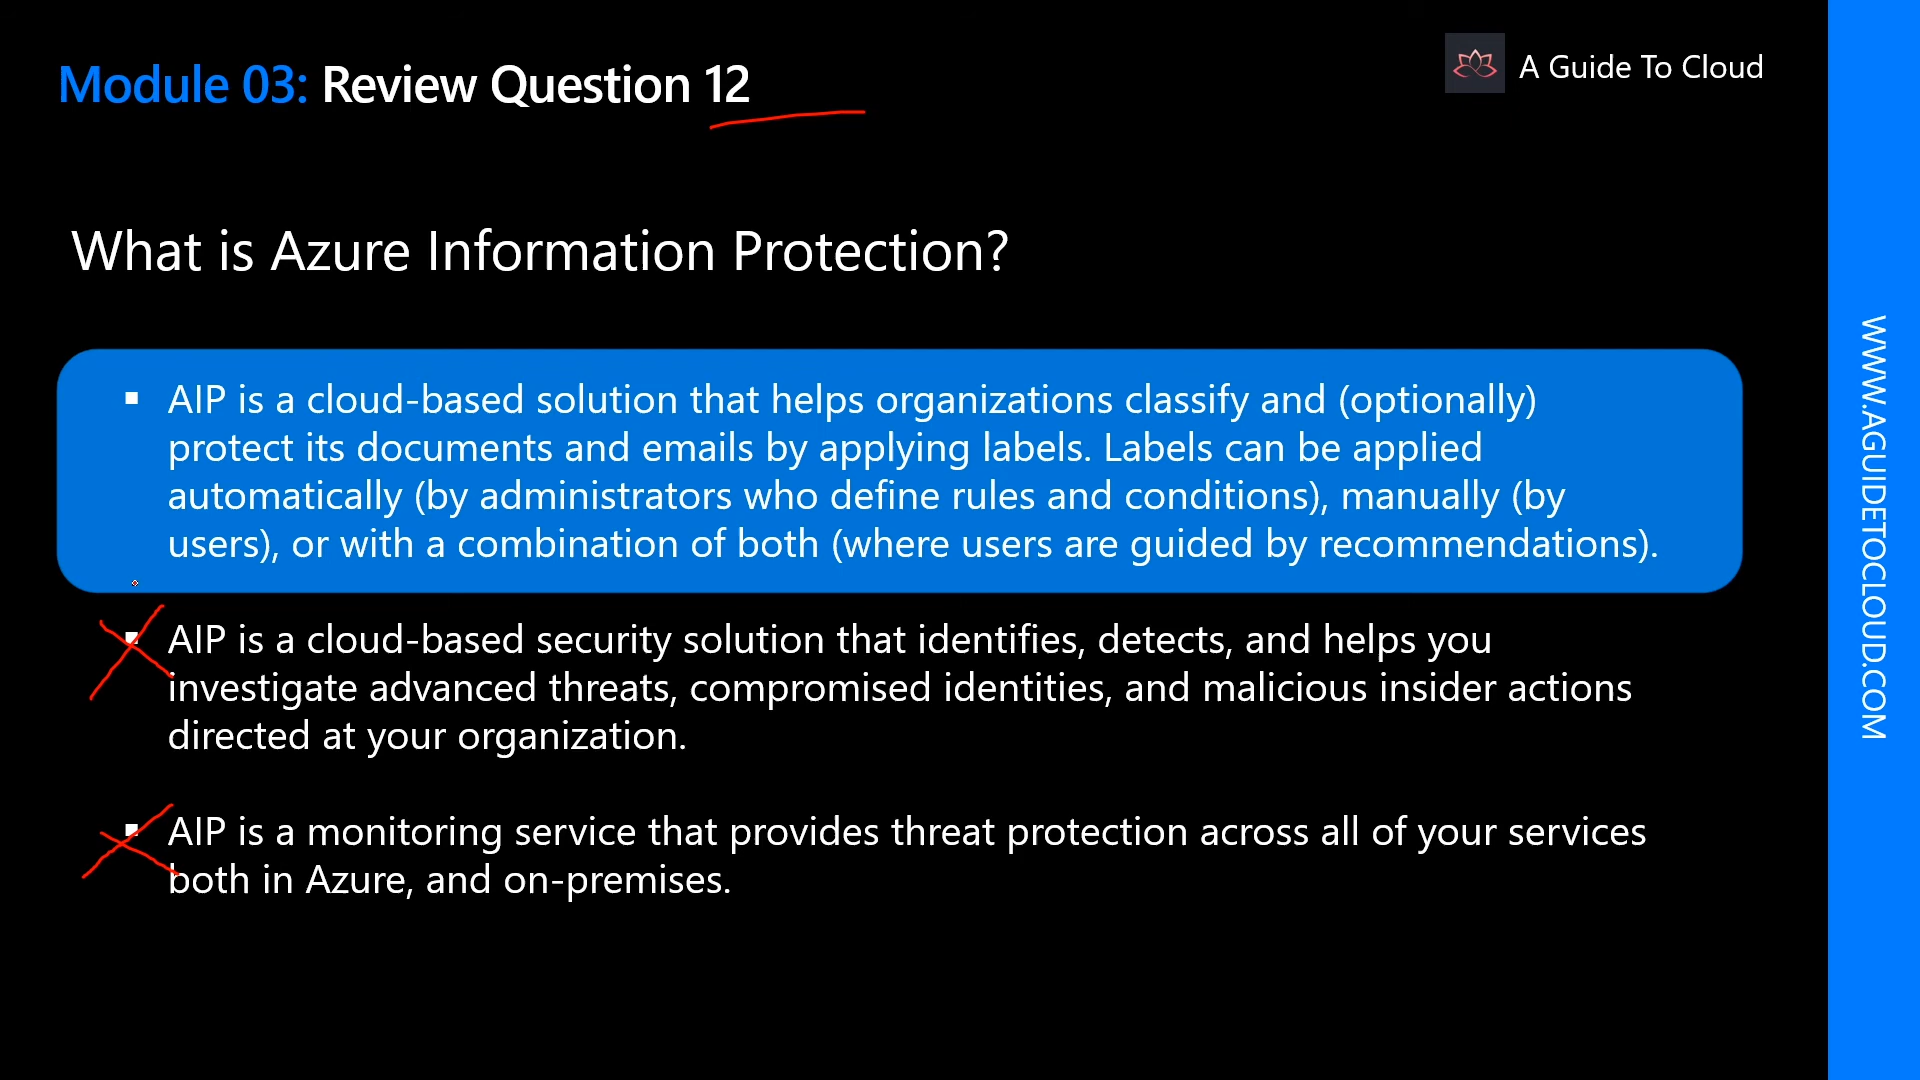 Module 03: Review Question 12
A Guide To Cloud
What is Azure Information Protection?
▪ AIP is a cloud-based solution that helps organizations classify and (optionally)
protect its documents and emails by applying labels. Labels can be applied
automatically (by administrators who define rules and conditions), manually (by
users), or with a combination of both (where users are guided by recommendations).
▪ AIP is a cloud-based security solution that identifies, detects, and helps you
investigate advanced threats, compromised identities, and malicious insider actions
directed at your organization.
▪ AIP is a monitoring service that provides threat protection across all of your services
both in Azure, and on-premises.
WWW.AGUIDETOCLOUD.COM